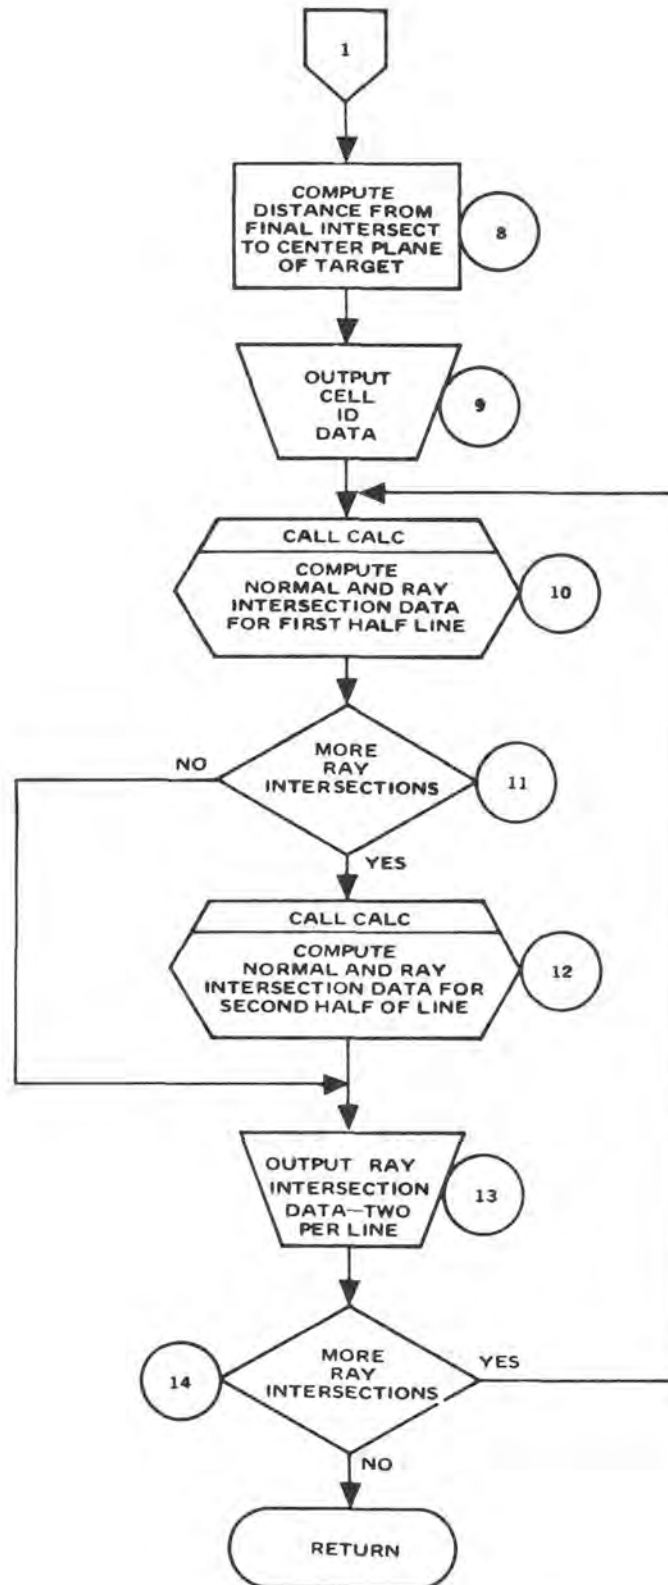 1
COMPUTE
DISTANCE FROM
FINAL INTERSECT
TO CENTER PLANE
OF TARGET
8
OUTPUT
CELL
ID
DATA
9
CALL CALC
COMPUTE
NORMAL AND RAY
INTERSECTION DATA
FOR FIRST HALF LINE
10
NO
MORE
RAY
INTERSECTIONS
11
YES
CALL CALC
COMPUTE
NORMAL AND RAY
INTERSECTION DATA FOR
SECOND HALF OF LINE
12
OUTPUT RAY
INTERSECTION
DATA—TWO
PER LINE
13
14
MORE
RAY
INTERSECTIONS
YES
NO
RETURN